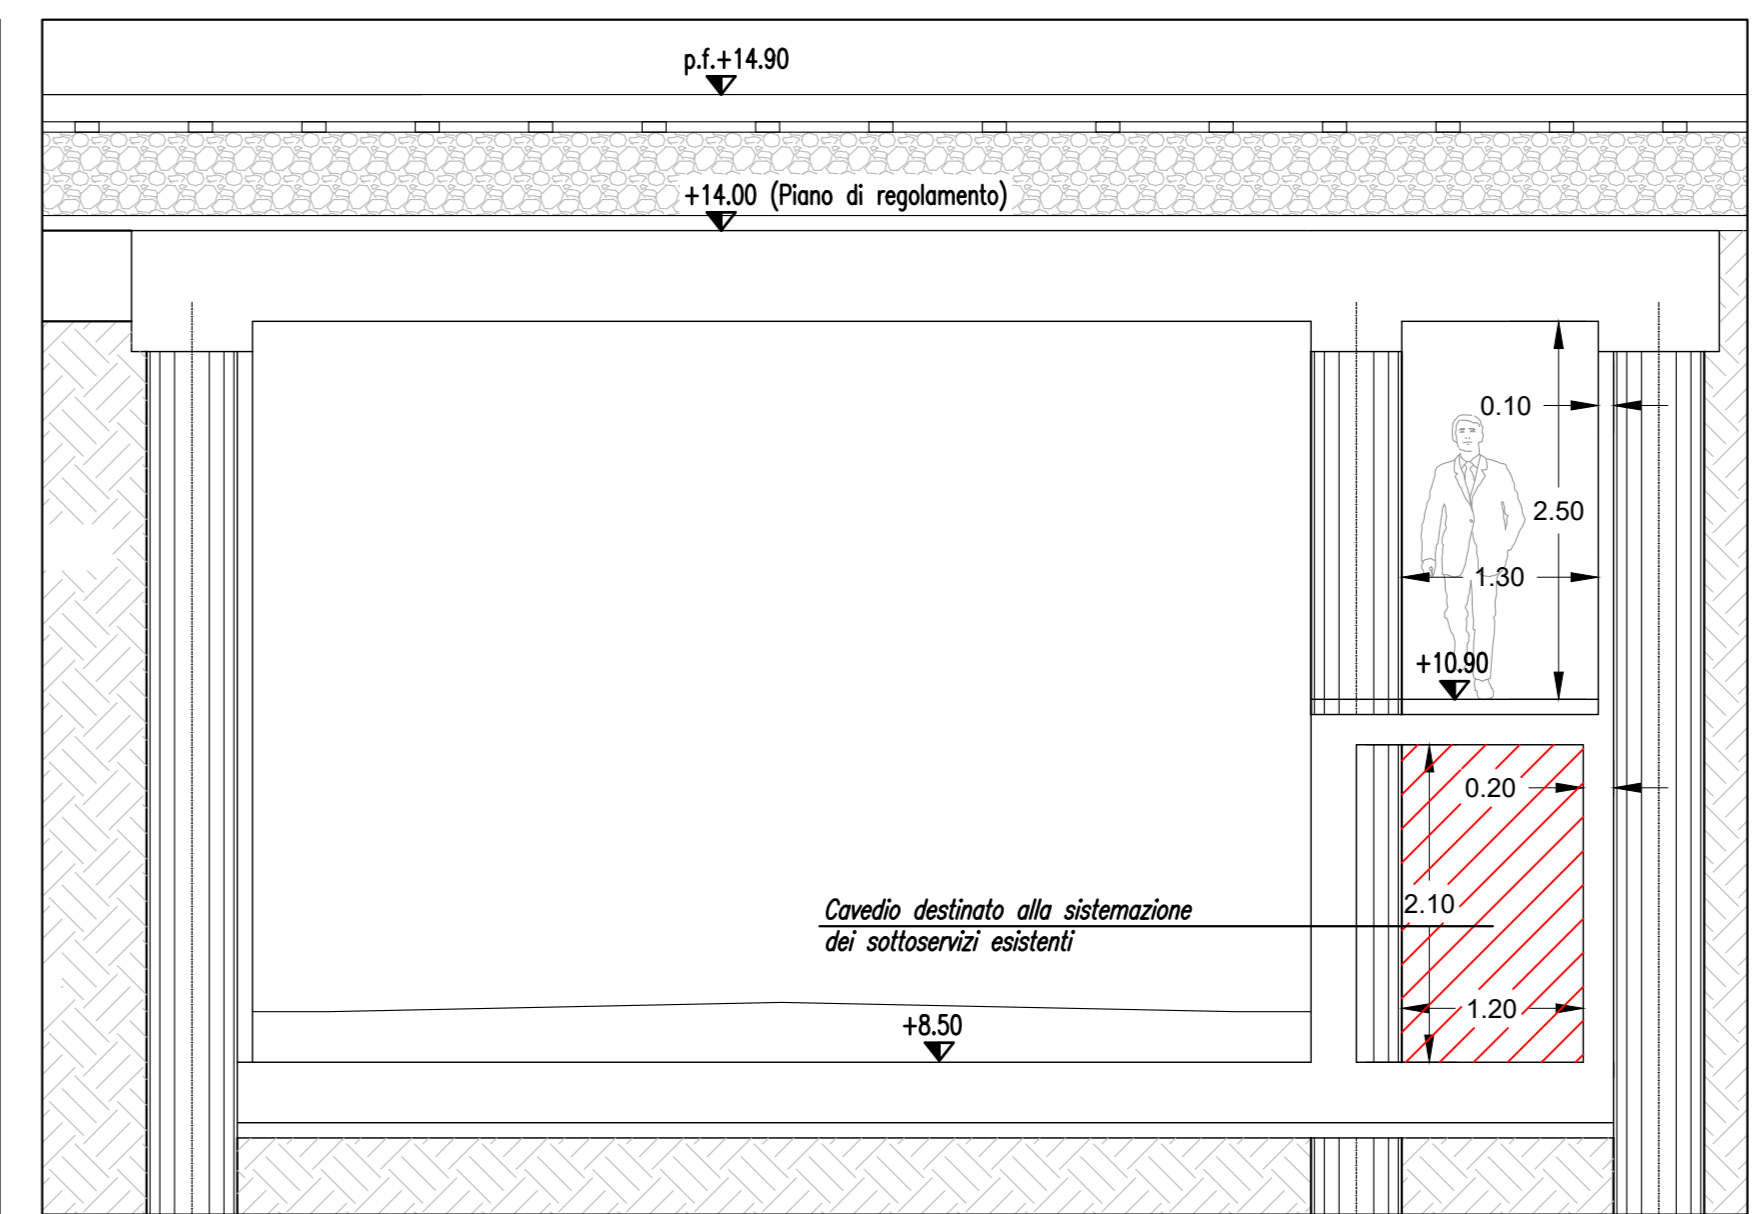 p.f.+14.90
+14.00 (Piano di regolamento)
0.10
2.50
1.30
+10.90
0.20
2.10
Cavedio destinato alla sistemazione
dei sottoservizi esistenti
1.20
+8.50